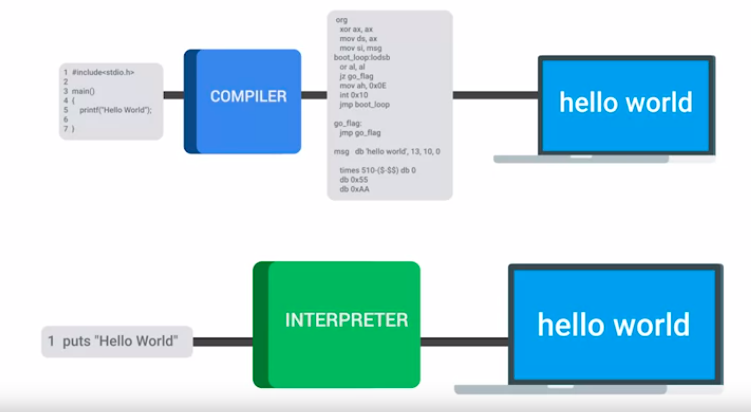 1 #include<stdio.h>
2
3 main()
4 {
5 printf("Hello World");
6
7 }
COMPILER
org
xor ax, ax
mov ds, ax
mov si, msg
boot_loop:lodsb
or al, al
jz go_flag
mov ah, 0x0E
int 0x10
jmp boot_loop
go_flag:
jmp go_flag
msg db 'hello world', 13, 10, 0
times 510-($-$$) db 0
db 0x55
db 0xAA
hello world
1 puts "Hello World"
INTERPRETER
hello world